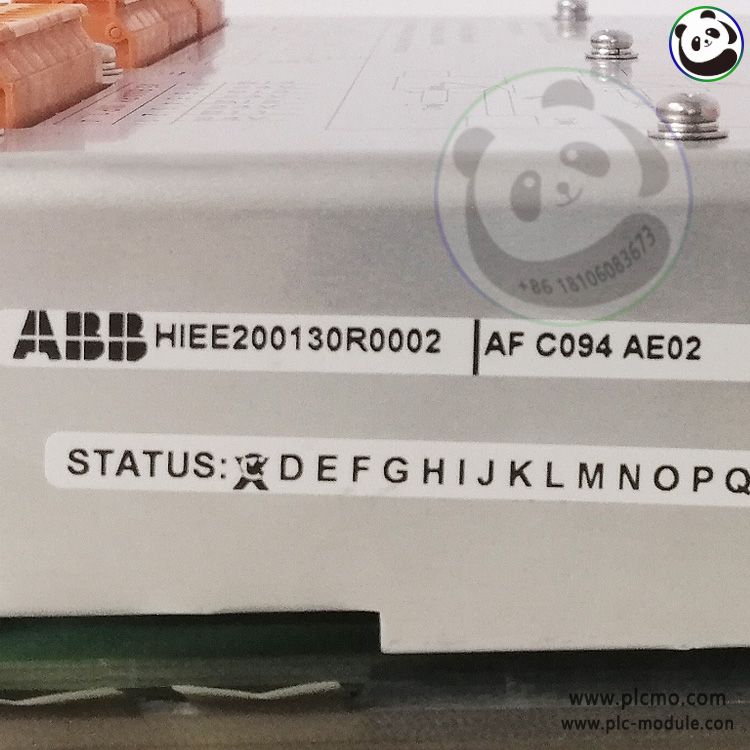 +86 18106083673
ABB HIEE200130R0002 | AF C094 AE02
STATUS: C D E F G H I J K L M N O P Q
www.plcmo.com
www.plc-module.con